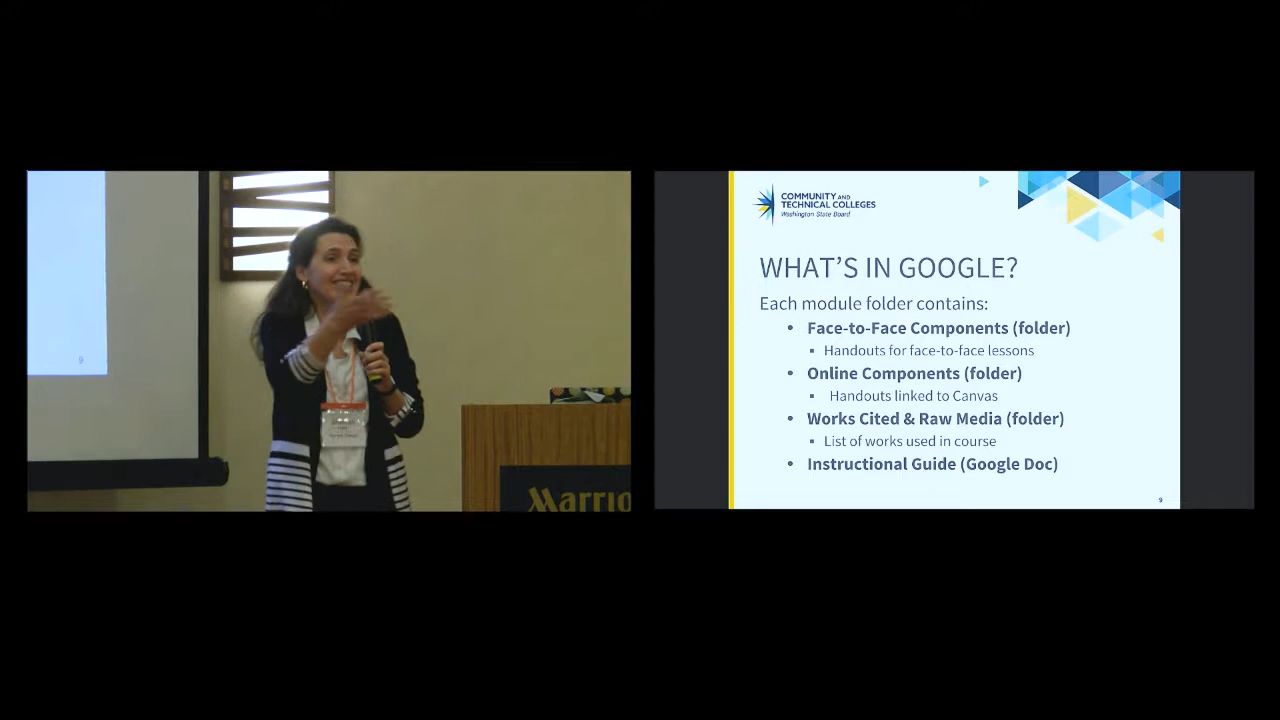 9
Marrio
COMMUNITY AND
TECHNICAL COLLEGES
Washington State Board
WHAT'S IN GOOGLE?
Each module folder contains:
• Face-to-Face Components (folder)
▪ Handouts for face-to-face lessons
• Online Components (folder)
▪ Handouts linked to Canvas
• Works Cited & Raw Media (folder)
▪ List of works used in course
• Instructional Guide (Google Doc)
9